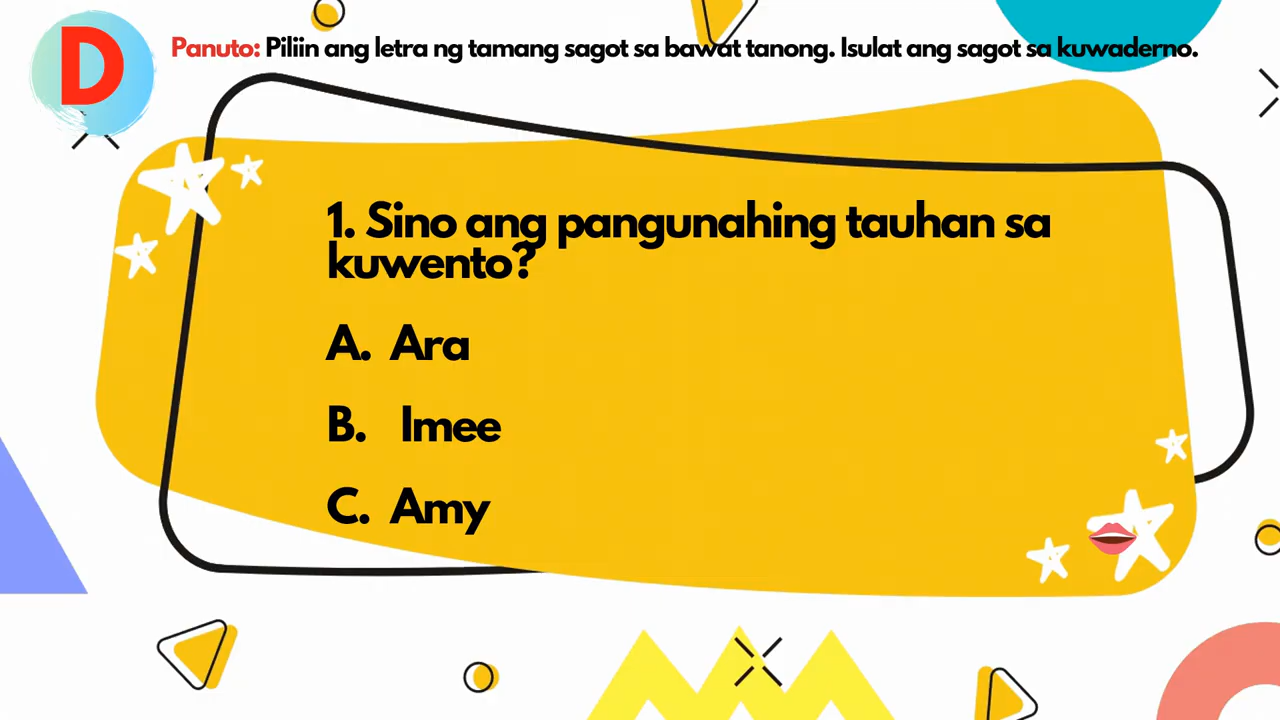 D
Panuto: Piliin ang letra ng tamang sagot sa bawat tanong. Isulat ang sagot sa kuwaderno.
1. Sino ang pangunahing tauhan sa
kuwento?
A. Ara
B. Imee
C. Amy